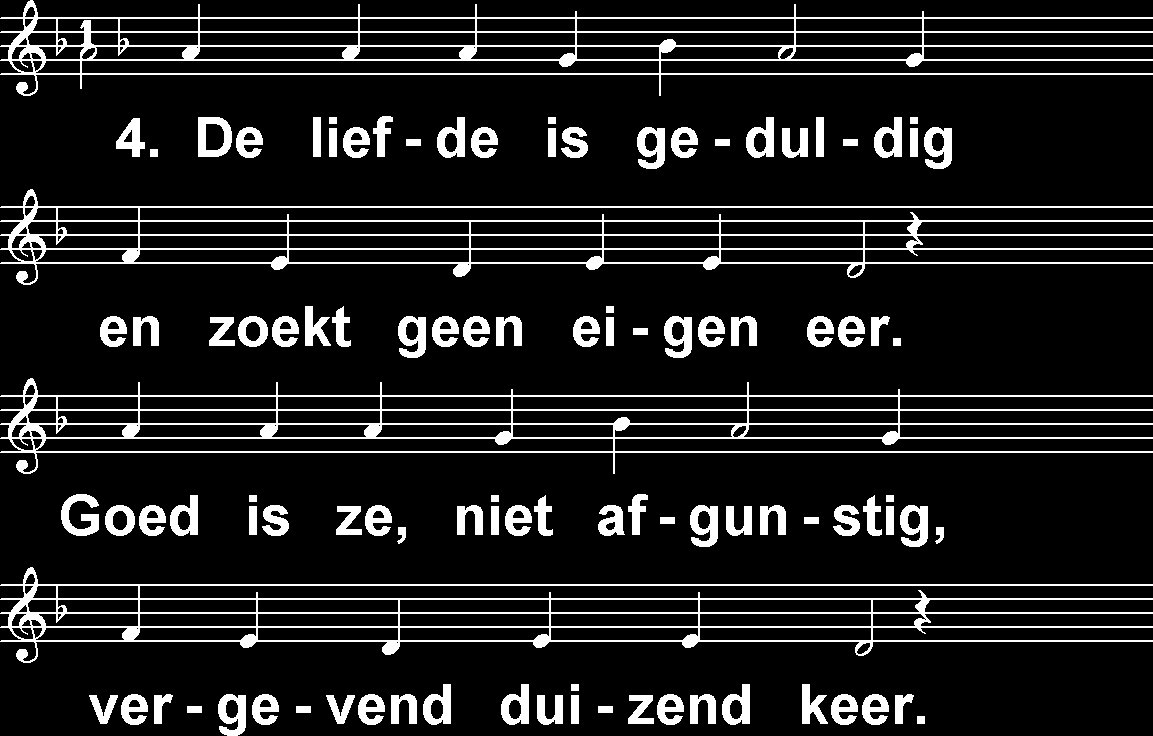 4. De lief - de is ge - dul - dig
en zoekt geen ei - gen eer.
Goed is ze, niet af - gun - stig,
ver - ge - vend dui - zend keer.